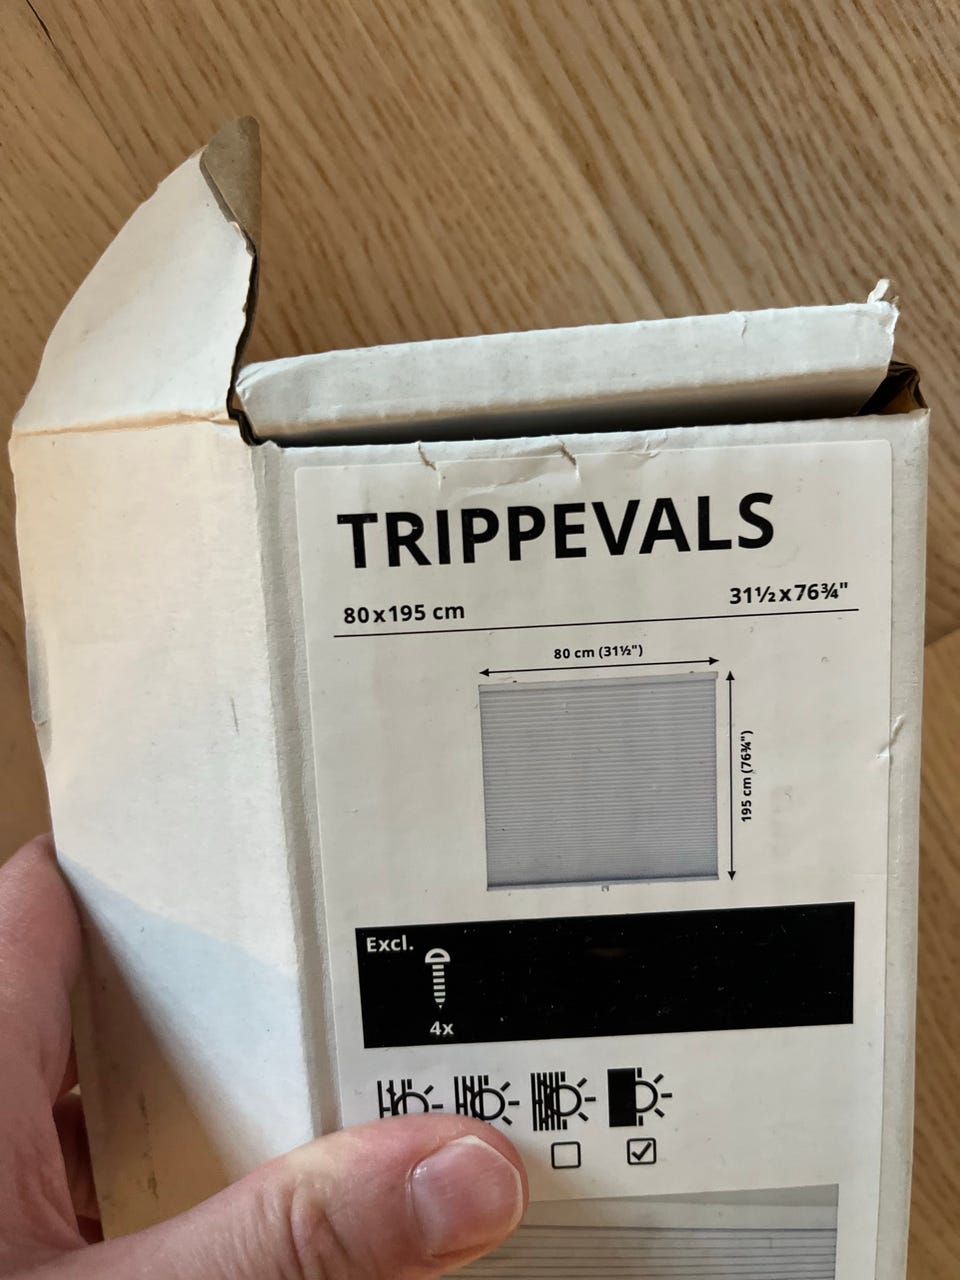 TRIPPEVALS
80x195 cm 31½x76¾"
80 cm (31½")
195 cm (76¾")
Excl.
4x